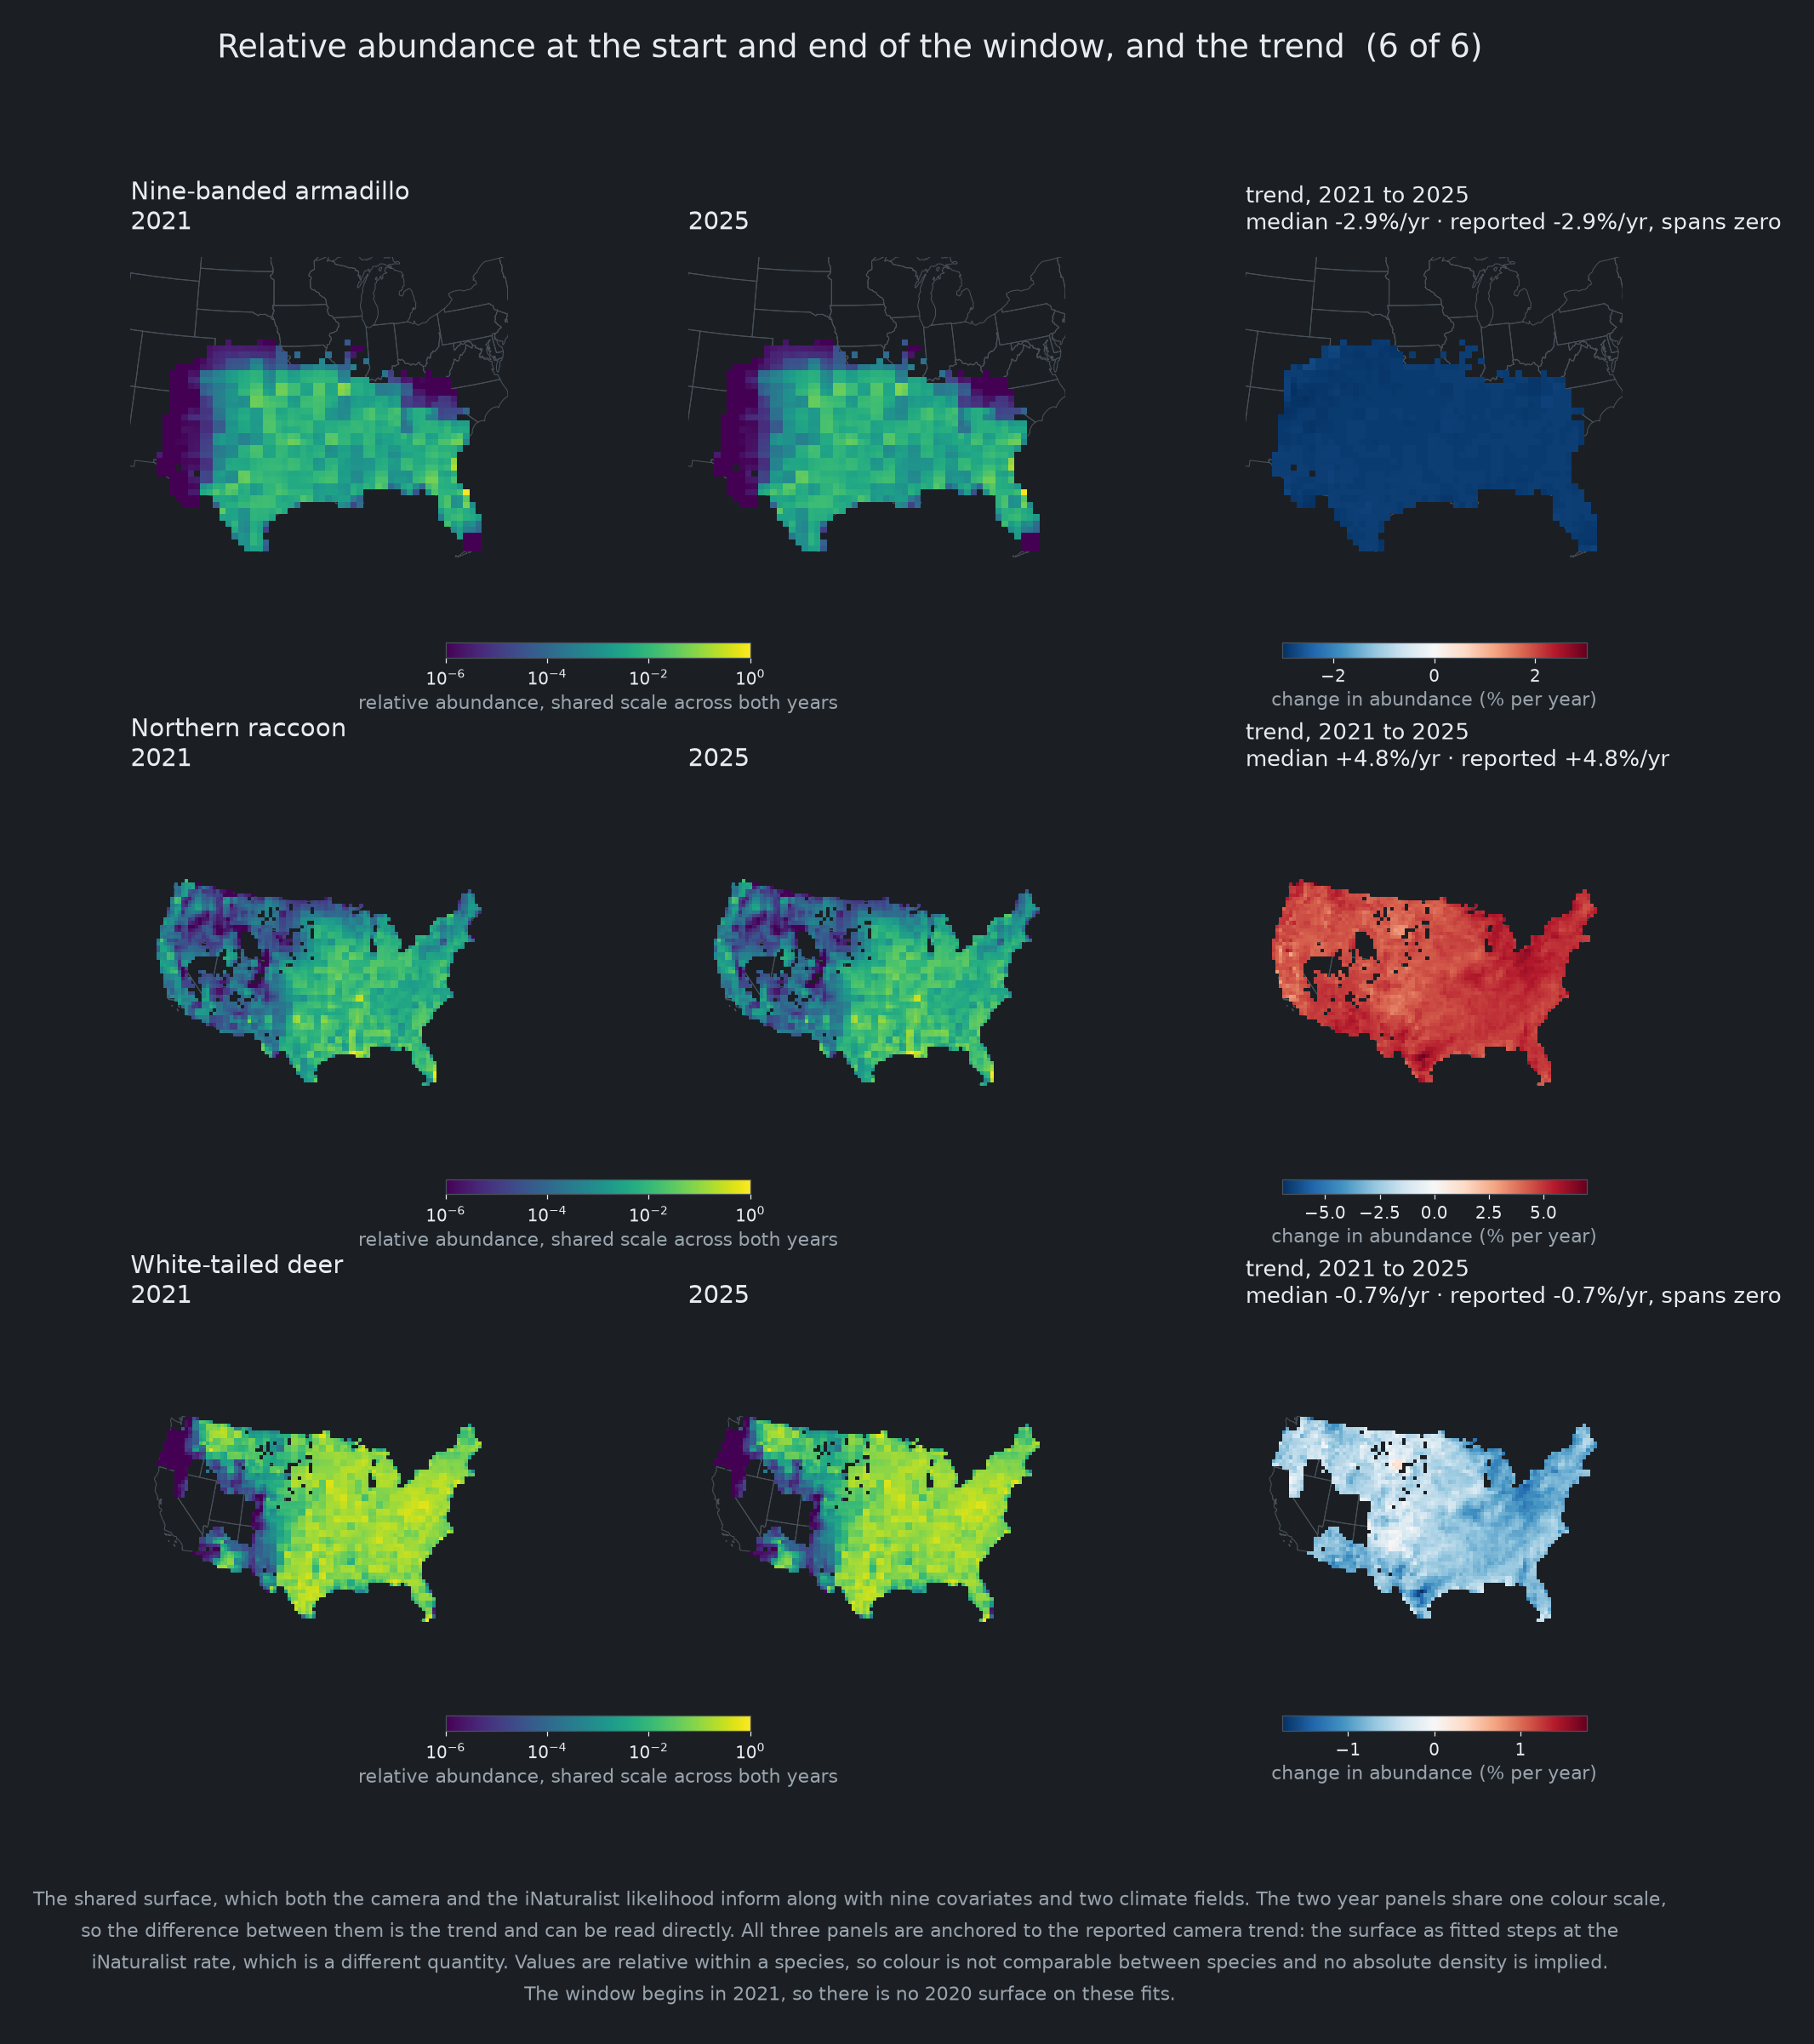 Relative abundance at the start and end of the window, and the trend  (6 of 6)
Nine-banded armadillo
2021
2025
trend, 2021 to 2025
median -2.9%/yr · reported -2.9%/yr, spans zero
10⁻⁶ 10⁻⁴ 10⁻² 10⁰
relative abundance, shared scale across both years
−2 0 2
change in abundance (% per year)
Northern raccoon
2021
2025
trend, 2021 to 2025
median +4.8%/yr · reported +4.8%/yr
10⁻⁶ 10⁻⁴ 10⁻² 10⁰
relative abundance, shared scale across both years
−5.0 −2.5 0.0 2.5 5.0
change in abundance (% per year)
White-tailed deer
2021
2025
trend, 2021 to 2025
median -0.7%/yr · reported -0.7%/yr, spans zero
10⁻⁶ 10⁻⁴ 10⁻² 10⁰
relative abundance, shared scale across both years
−1 0 1
change in abundance (% per year)
The shared surface, which both the camera and the iNaturalist likelihood inform along with nine covariates and two climate fields. The two year panels share one colour scale,
so the difference between them is the trend and can be read directly. All three panels are anchored to the reported camera trend: the surface as fitted steps at the
iNaturalist rate, which is a different quantity. Values are relative within a species, so colour is not comparable between species and no absolute density is implied.
The window begins in 2021, so there is no 2020 surface on these fits.